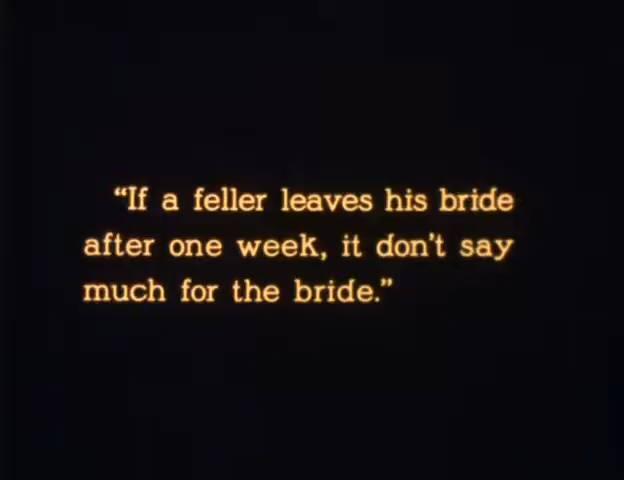 “If a feller leaves his bride
after one week, it don't say
much for the bride.”